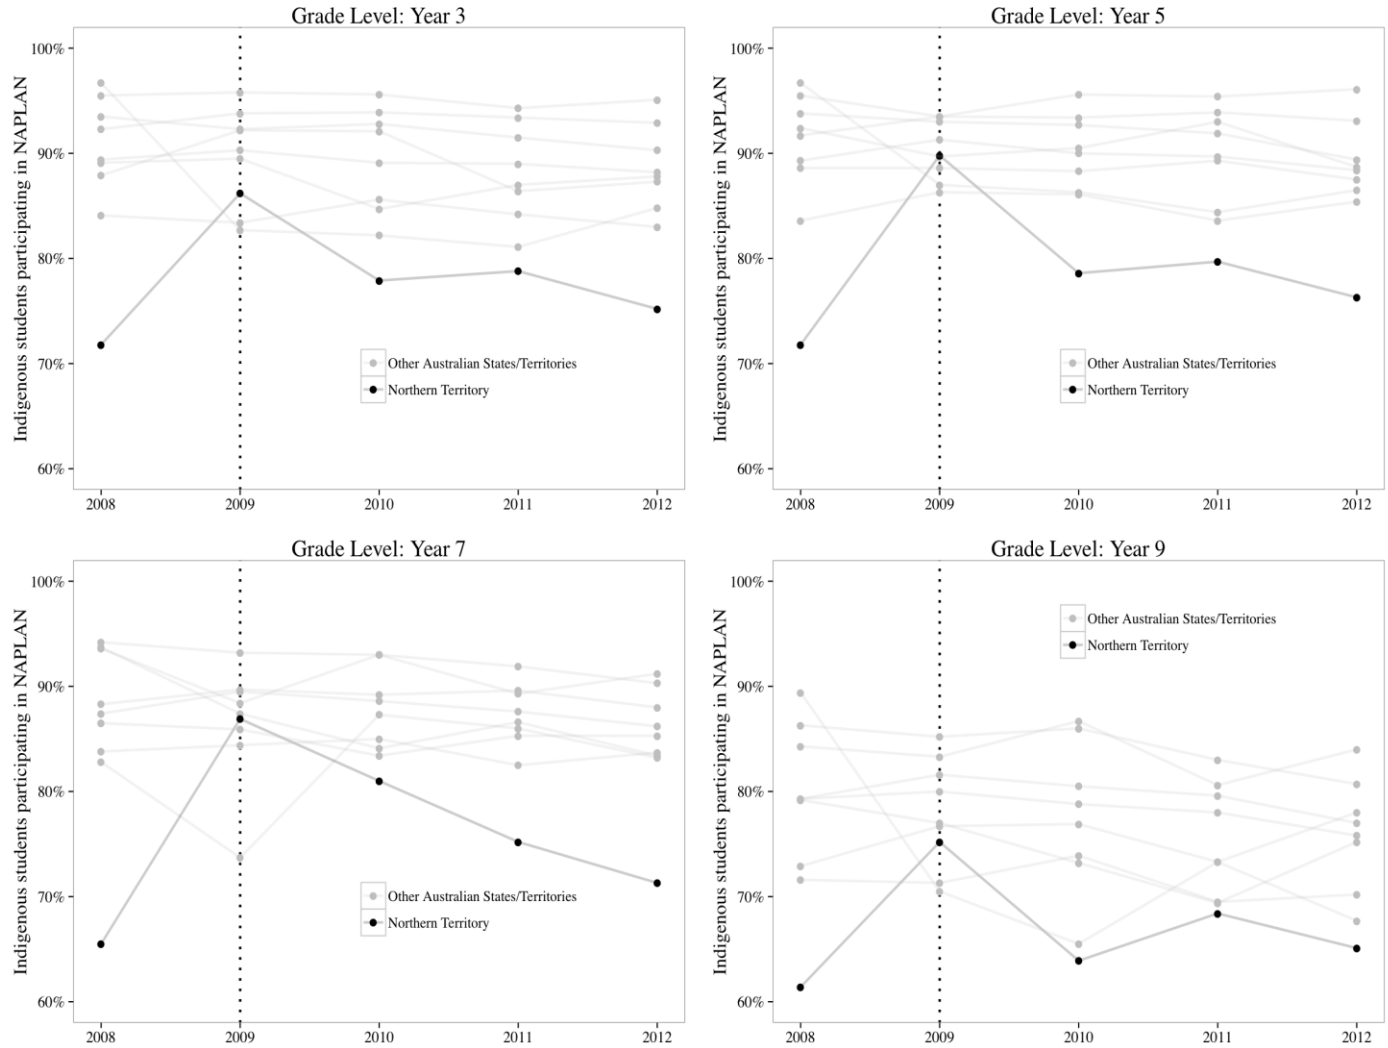 Grade Level: Year 3
Indigenous students participating in NAPLAN
100%
90%
80%
70%
60%
Other Australian States/Territories
Northern Territory
2008 2009 2010 2011 2012
Grade Level: Year 5
Indigenous students participating in NAPLAN
100%
90%
80%
70%
60%
Other Australian States/Territories
Northern Territory
2008 2009 2010 2011 2012
Grade Level: Year 7
Indigenous students participating in NAPLAN
100%
90%
80%
70%
60%
Other Australian States/Territories
Northern Territory
2008 2009 2010 2011 2012
Grade Level: Year 9
Indigenous students participating in NAPLAN
100%
90%
80%
70%
60%
Other Australian States/Territories
Northern Territory
2008 2009 2010 2011 2012